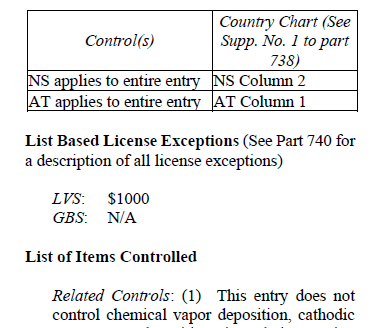 Control(s)
Country Chart (See
Supp. No. 1 to part
738)
NS applies to entire entry NS Column 2
AT applies to entire entry AT Column 1
List Based License Exceptions (See Part 740 for
a description of all license exceptions)
LVS: $1000
GBS: N/A
List of Items Controlled
Related Controls: (1) This entry does not
control chemical vapor deposition, cathodic